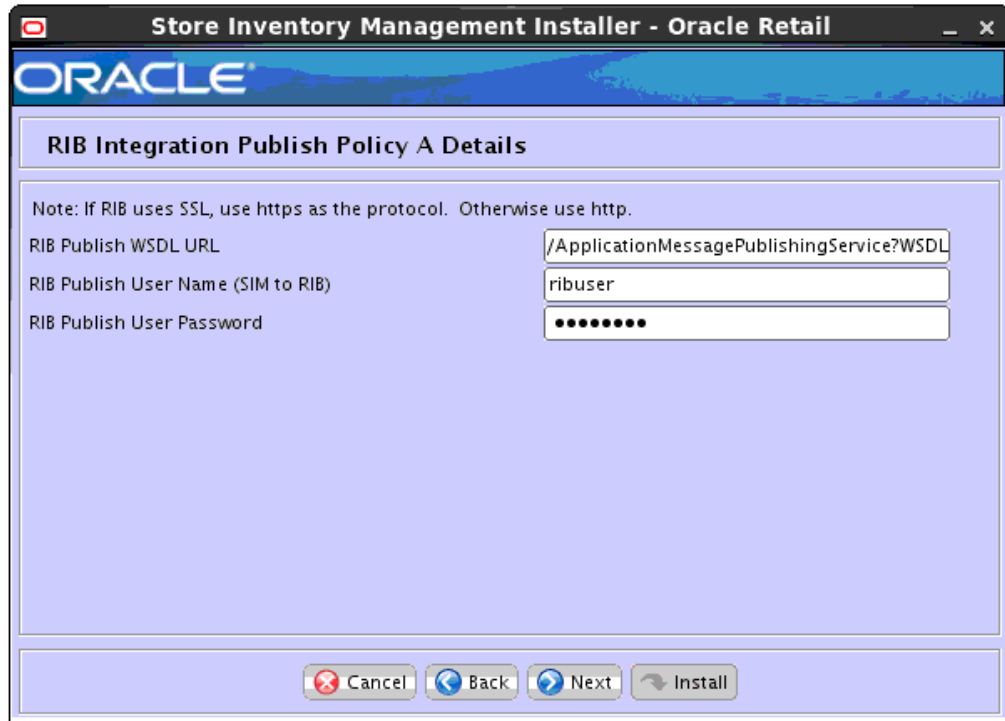 Store Inventory Management Installer - Oracle Retail
ORACLE
RIB Integration Publish Policy A Details
Note: If RIB uses SSL, use https as the protocol. Otherwise use http.
RIB Publish WSDL URL /ApplicationMessagePublishingService?WSDL
RIB Publish User Name (SIM to RIB) ribuser
RIB Publish User Password ••••••••
Cancel Back Next Install